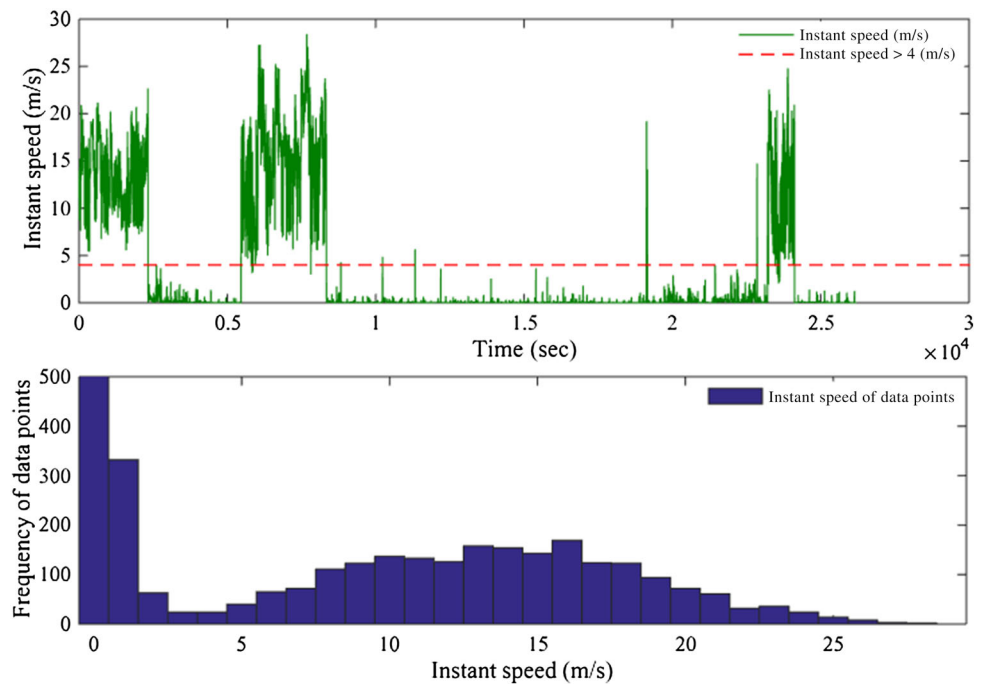 30
25
20
15
10
5
0
Instant speed (m/s)
Instant speed (m/s)
Instant speed > 4 (m/s)
0 0.5 1 1.5 2 2.5 3
Time (sec)
×10⁴
500
400
300
200
100
0
Frequency of data points
Instant speed of data points
0 5 10 15 20 25
Instant speed (m/s)